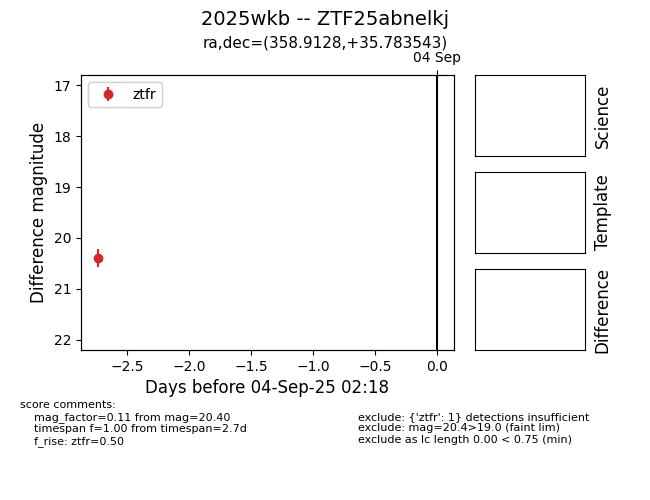 2025wkb -- ZTF25abnelkj
ra,dec=(358.9128,+35.783543)
04 Sep
ztfr
17
18
19
20
21
22
Difference magnitude
−2.5
−2.0
−1.5
−1.0
−0.5
0.0
Days before 04-Sep-25 02:18
Science
Template
Difference
score comments:
mag_factor=0.11 from mag=20.40
timespan f=1.00 from timespan=2.7d
f_rise: ztfr=0.50
exclude: {'ztfr': 1} detections insufficient
exclude: mag=20.4>19.0 (faint lim)
exclude as lc length 0.00 < 0.75 (min)